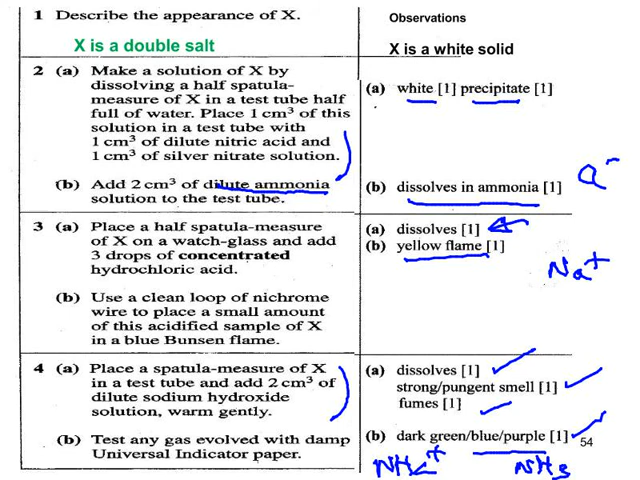 1 Describe the appearance of X.
Observations
X is a double salt
X is a white solid
2 (a) Make a solution of X by
dissolving a half spatula-
measure of X in a test tube half
full of water. Place 1 cm³ of this
solution in a test tube with
1 cm³ of dilute nitric acid and
1 cm³ of silver nitrate solution.
(a) white [1] precipitate [1]
(b) Add 2 cm³ of dilute ammonia
solution to the test tube.
(b) dissolves in ammonia [1]
3 (a) Place a half spatula-measure
of X on a watch-glass and add
3 drops of concentrated
hydrochloric acid.
(a) dissolves [1]
(b) yellow flame [1]
Na⁺
(b) Use a clean loop of nichrome
wire to place a small amount
of this acidified sample of X
in a blue Bunsen flame.
4 (a) Place a spatula-measure of X
in a test tube and add 2 cm³ of
dilute sodium hydroxide
solution, warm gently.
(a) dissolves [1]
strong/pungent smell [1]
fumes [1]
(b) Test any gas evolved with damp
Universal Indicator paper.
(b) dark green/blue/purple [1]
54
NH₄⁺ NH₃